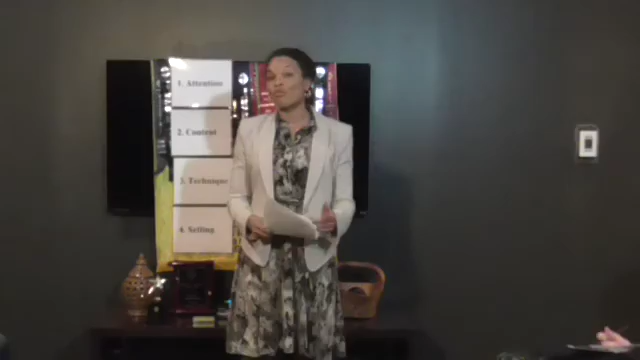 1. Attention
2. Content
3. Technique
4. Selling